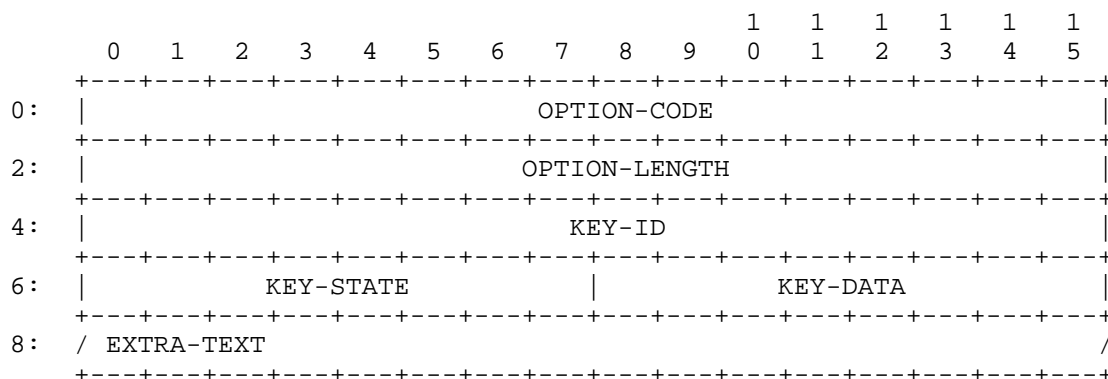 1   1   1   1   1   1
        0   1   2   3   4   5   6   7   8   9   0   1   2   3   4   5
      +---+---+---+---+---+---+---+---+---+---+---+---+---+---+---+---+
0:    |                          OPTION-CODE                          |
      +---+---+---+---+---+---+---+---+---+---+---+---+---+---+---+---+
2:    |                         OPTION-LENGTH                         |
      +---+---+---+---+---+---+---+---+---+---+---+---+---+---+---+---+
4:    |                            KEY-ID                             |
      +---+---+---+---+---+---+---+---+---+---+---+---+---+---+---+---+
6:    |           KEY-STATE           |           KEY-DATA            |
      +---+---+---+---+---+---+---+---+---+---+---+---+---+---+---+---+
8:    / EXTRA-TEXT                                                    /
      +---+---+---+---+---+---+---+---+---+---+---+---+---+---+---+---+